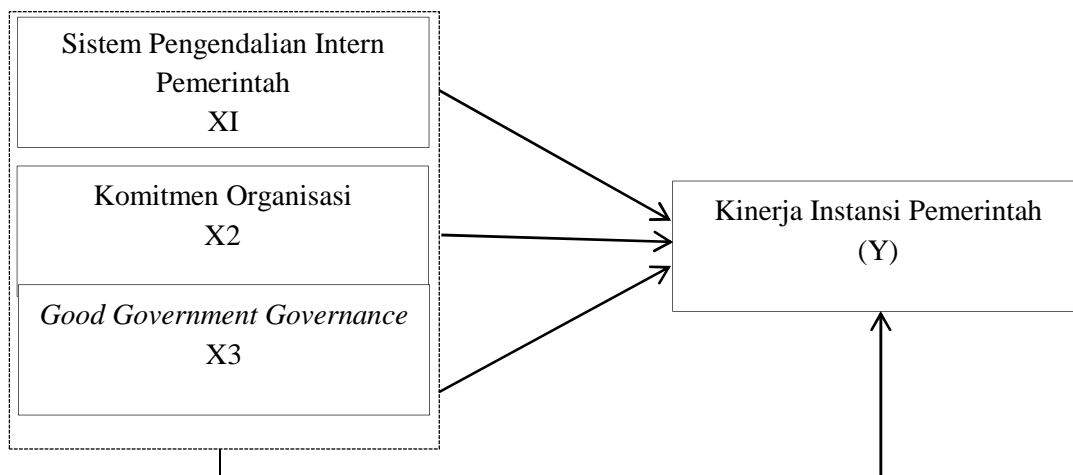 Sistem Pengendalian Intern
Pemerintah
XI
Komitmen Organisasi
X2
Good Government Governance
X3
Kinerja Instansi Pemerintah
(Y)